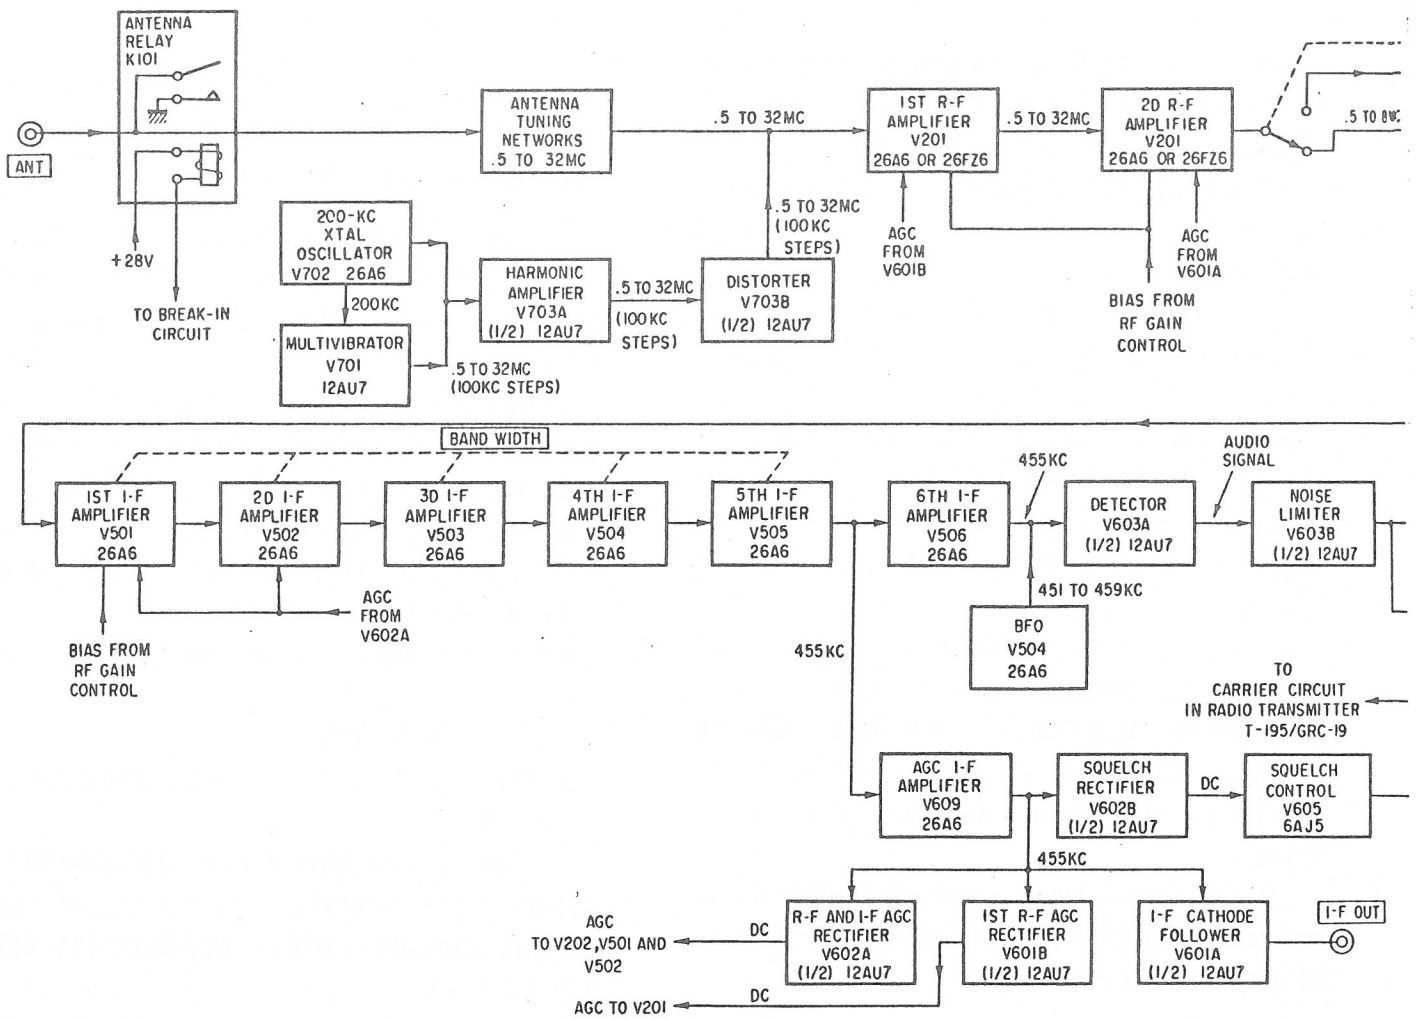 ANTENNA
RELAY
K101
ANT
+28V
TO BREAK-IN
CIRCUIT
ANTENNA
TUNING
NETWORKS
.5 TO 32MC
.5 TO 32MC
1ST R-F
AMPLIFIER
V201
26A6 OR 26FZ6
.5 TO 32MC
2D R-F
AMPLIFIER
V201
26A6 OR 26FZ6
.5 TO 8MC
200-KC
XTAL
OSCILLATOR
V702 26A6
200KC
MULTIVIBRATOR
V701
12AU7
.5 TO 32MC
(100KC STEPS)
HARMONIC
AMPLIFIER
V703A
(1/2) 12AU7
.5 TO 32MC
(100KC
STEPS)
DISTORTER
V703B
(1/2) 12AU7
.5 TO 32MC
(100KC
STEPS)
AGC
FROM
V601B
AGC
FROM
V601A
BIAS FROM
RF GAIN
CONTROL
BAND WIDTH
1ST I-F
AMPLIFIER
V501
26A6
2D I-F
AMPLIFIER
V502
26A6
3D I-F
AMPLIFIER
V503
26A6
4TH I-F
AMPLIFIER
V504
26A6
5TH I-F
AMPLIFIER
V505
26A6
6TH I-F
AMPLIFIER
V506
26A6
455KC
DETECTOR
V603A
(1/2) 12AU7
AUDIO
SIGNAL
NOISE
LIMITER
V603B
(1/2) 12AU7
AGC
FROM
V602A
BIAS FROM
RF GAIN
CONTROL
451 TO 459KC
BFO
V504
26A6
455KC
TO
CARRIER CIRCUIT
IN RADIO TRANSMITTER
T-195/GRC-19
AGC I-F
AMPLIFIER
V609
26A6
SQUELCH
RECTIFIER
V602B
(1/2) 12AU7
DC
SQUELCH
CONTROL
V605
6AJ5
455KC
AGC
TO V202,V501 AND
V502
DC
R-F AND I-F AGC
RECTIFIER
V602A
(1/2) 12AU7
1ST R-F AGC
RECTIFIER
V601B
(1/2) 12AU7
I-F CATHODE
FOLLOWER
V601A
(1/2) 12AU7
I-F OUT
AGC TO V201
DC